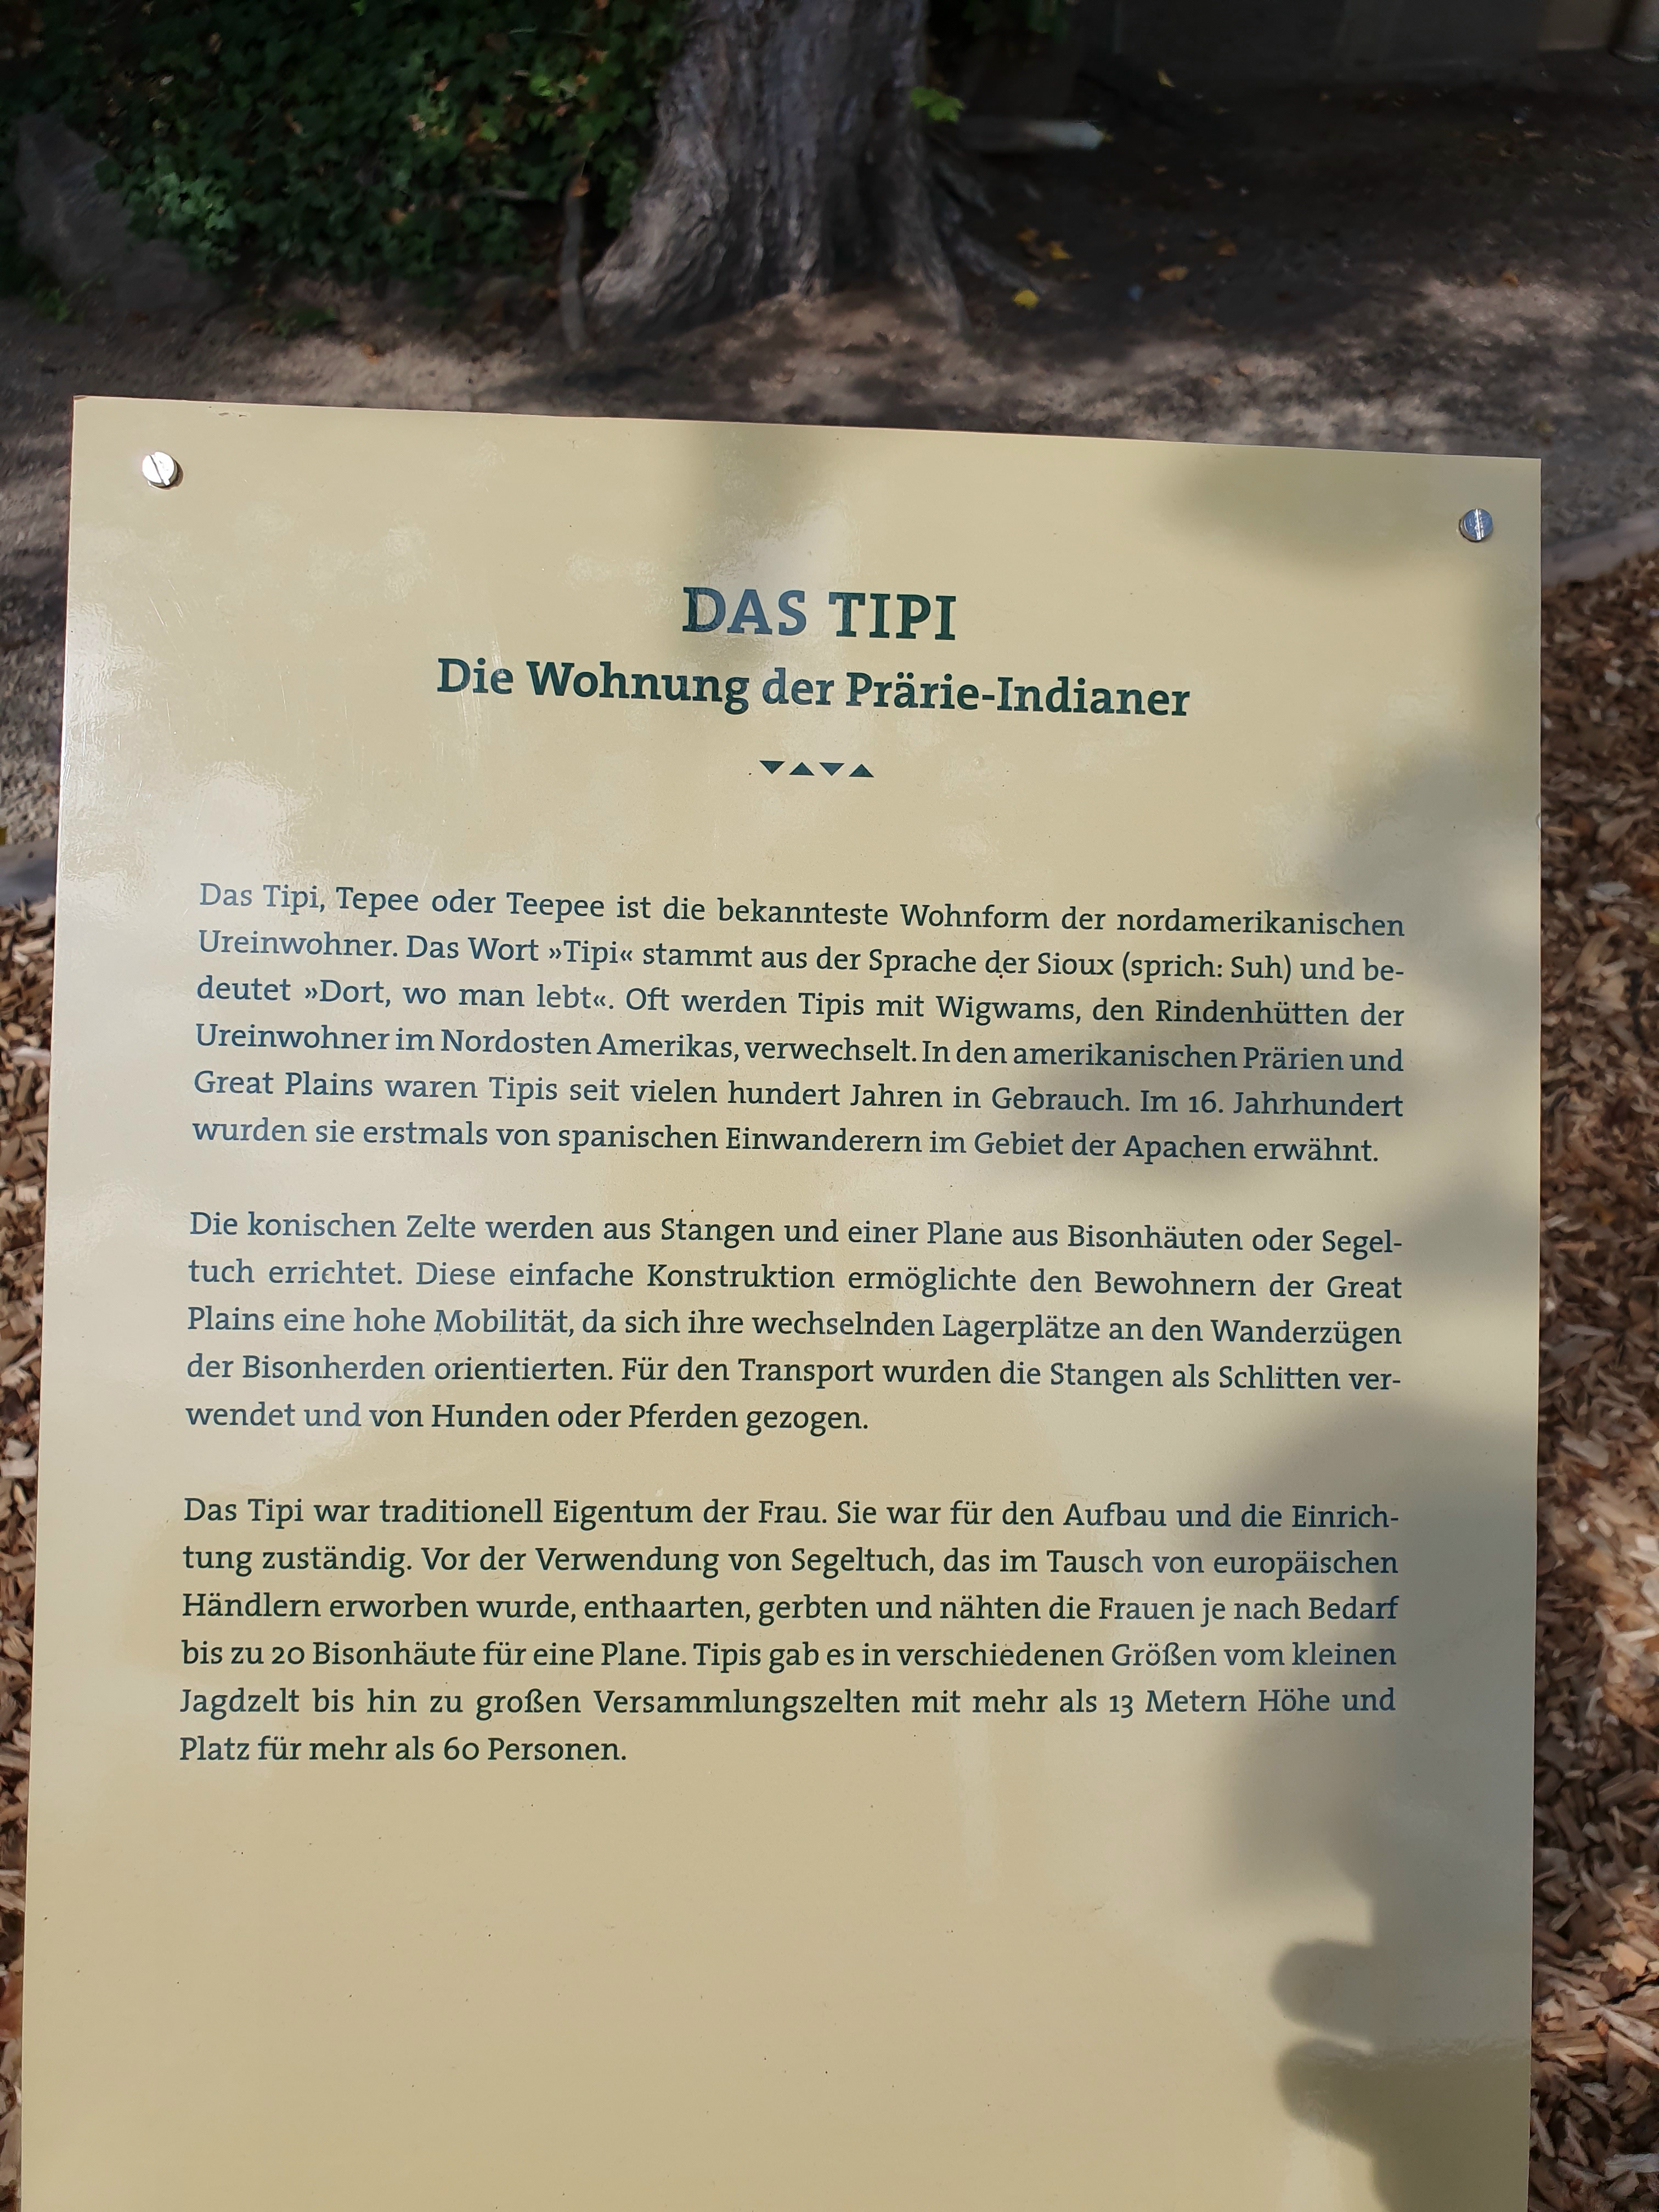 DAS TIPI
Die Wohnung der Prärie-Indianer
Das Tipi, Tepee oder Teepee ist die bekannteste Wohnform der nordamerikanischen
Ureinwohner. Das Wort »Tipi« stammt aus der Sprache der Sioux (sprich: Suh) und be-
deutet »Dort, wo man lebt«. Oft werden Tipis mit Wigwams, den Rindenhütten der
Ureinwohner im Nordosten Amerikas, verwechselt. In den amerikanischen Prärien und
Great Plains waren Tipis seit vielen hundert Jahren in Gebrauch. Im 16. Jahrhundert
wurden sie erstmals von spanischen Einwanderern im Gebiet der Apachen erwähnt.
Die konischen Zelte werden aus Stangen und einer Plane aus Bisonhäuten oder Segel-
tuch errichtet. Diese einfache Konstruktion ermöglichte den Bewohnern der Great
Plains eine hohe Mobilität, da sich ihre wechselnden Lagerplätze an den Wanderzügen
der Bisonherden orientierten. Für den Transport wurden die Stangen als Schlitten ver-
wendet und von Hunden oder Pferden gezogen.
Das Tipi war traditionell Eigentum der Frau. Sie war für den Aufbau und die Einrich-
tung zuständig. Vor der Verwendung von Segeltuch, das im Tausch von europäischen
Händlern erworben wurde, enthaarten, gerbten und nähten die Frauen je nach Bedarf
bis zu 20 Bisonhäute für eine Plane. Tipis gab es in verschiedenen Größen vom kleinen
Jagdzelt bis hin zu großen Versammlungszelten mit mehr als 13 Metern Höhe und
Platz für mehr als 60 Personen.